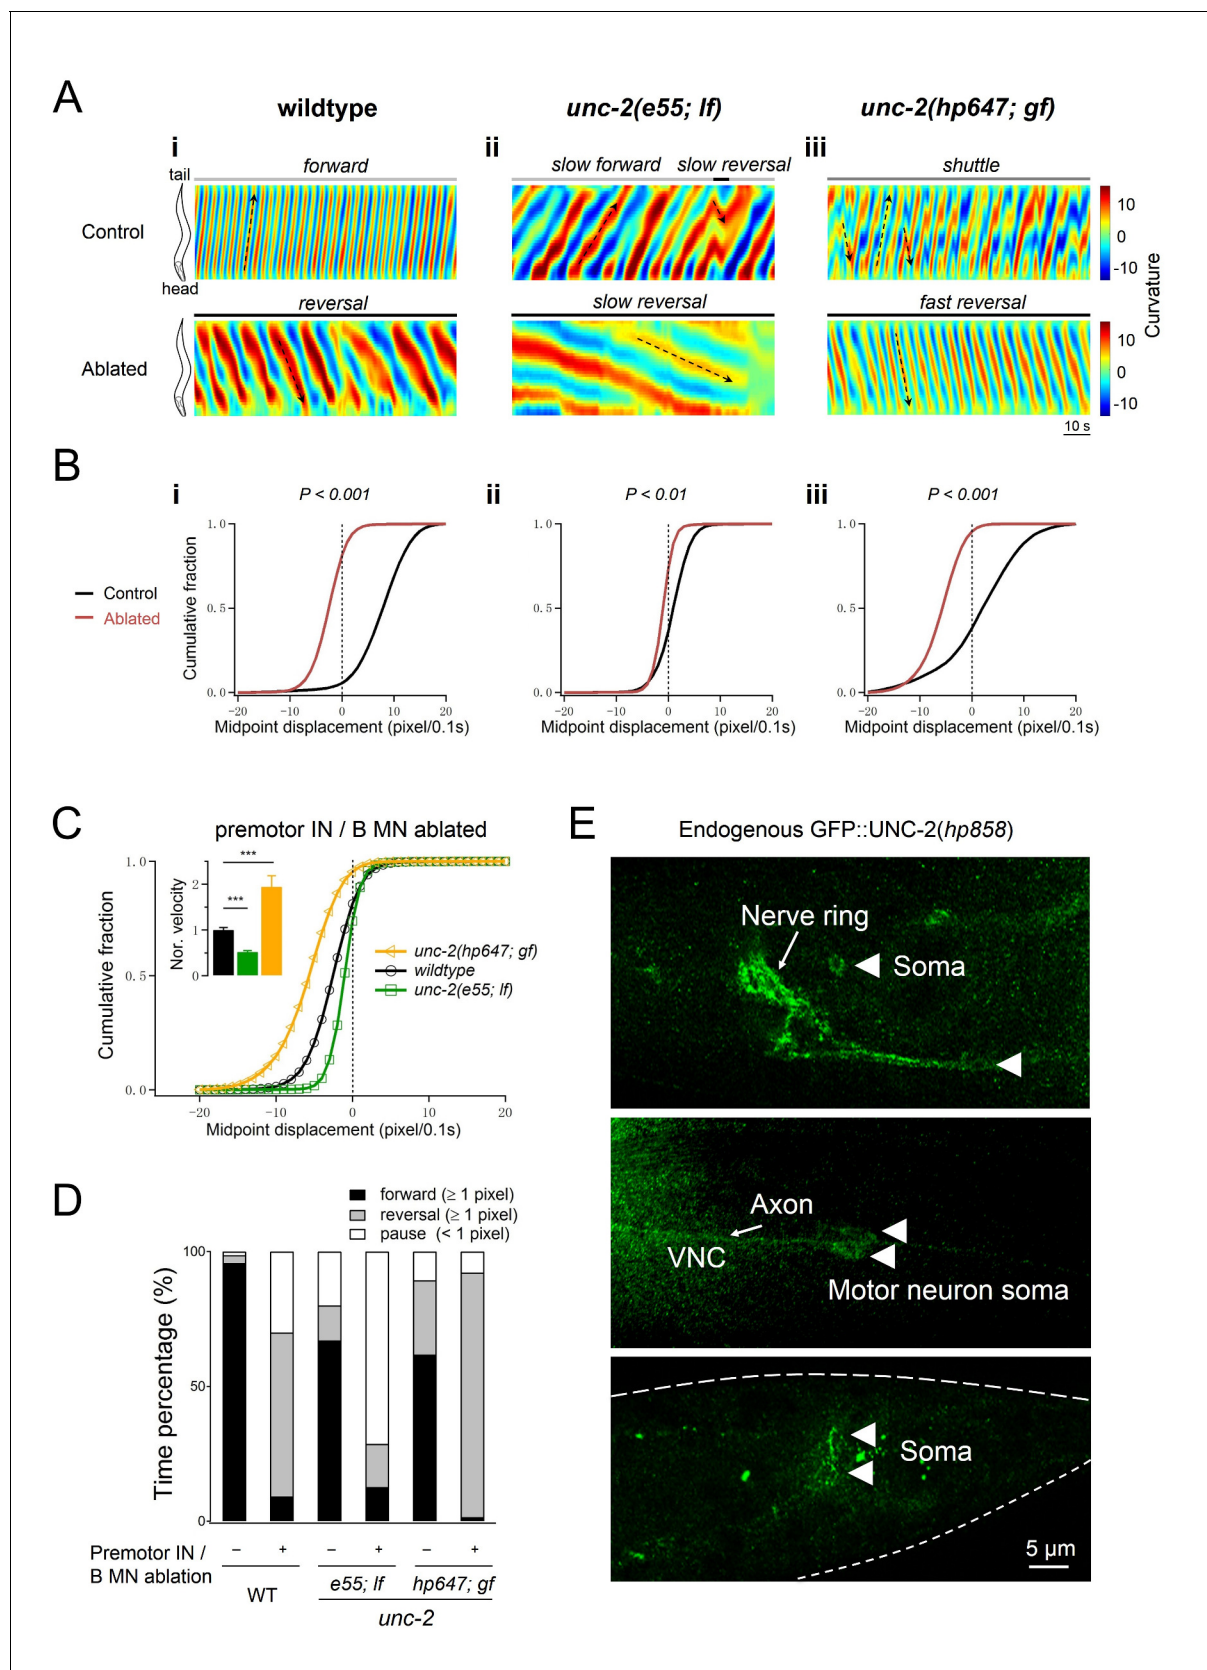 A
wildtype
unc-2(e55; lf)
unc-2(hp647; gf)
i
ii
iii
forward
slow forward
slow reversal
shuttle
tail
Control
head
10
0
-10
Curvature
reversal
slow reversal
fast reversal
Ablated
10
0
-10
10 s
B
i
P < 0.001
ii
P < 0.01
iii
P < 0.001
Control
Ablated
Cumulative fraction
1.0
0.5
0.0
-20 -10 0 10 20
Midpoint displacement (pixel/0.1s)
1.0
0.5
0.0
-20 -10 0 10 20
Midpoint displacement (pixel/0.1s)
1.0
0.5
0.0
-20 -10 0 10 20
Midpoint displacement (pixel/0.1s)
C
premotor IN / B MN ablated
Cumulative fraction
1.0
0.5
0.0
Nor. velocity
2
1
0
***
***
unc-2(hp647; gf)
wildtype
unc-2(e55; lf)
-20 -10 0 10 20
Midpoint displacement (pixel/0.1s)
D
forward (≥ 1 pixel)
reversal (≥ 1 pixel)
pause (< 1 pixel)
Time percentage (%)
100
50
0
Premotor IN /
B MN ablation
– + – + – +
WT
e55; lf
hp647; gf
unc-2
E
Endogenous GFP::UNC-2(hp858)
Nerve ring
Soma
Axon
VNC
Motor neuron soma
Soma
5 µm